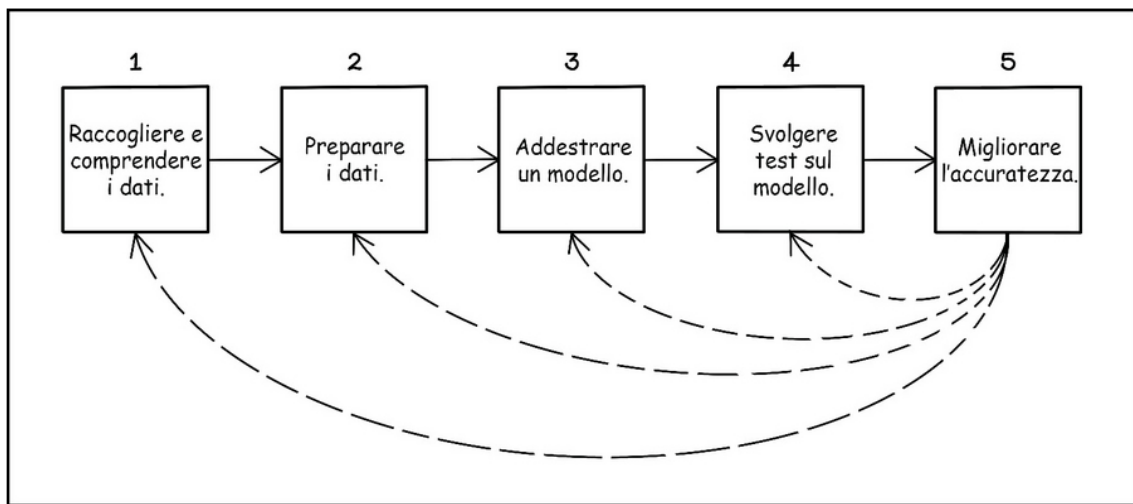 1
2
3
4
5
Raccogliere e
comprendere
i dati.
Preparare
i dati.
Addestrare
un modello.
Svolgere
test sul
modello.
Migliorare
l'accuratezza.